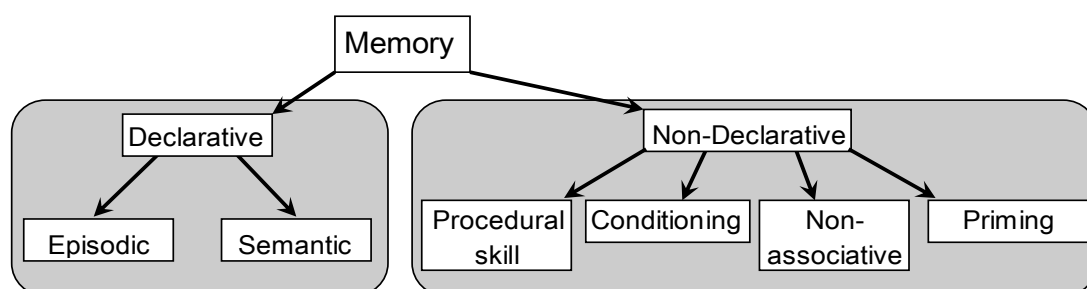 Memory
Declarative
Non-Declarative
Episodic
Semantic
Procedural
skill
Conditioning
Non-
associative
Priming